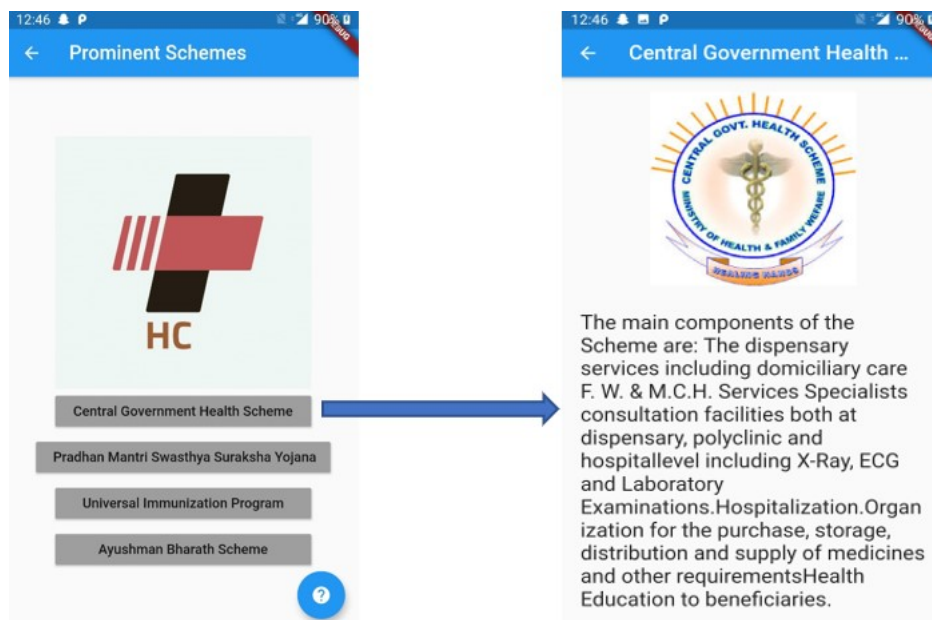 12:46 P 90%
DEBUG
Prominent Schemes
HC
Central Government Health Scheme
Pradhan Mantri Swasthya Suraksha Yojana
Universal Immunization Program
Ayushman Bharath Scheme
?
12:46 P 90%
Central Government Health ...
CENTRAL GOVT. HEALTH SCHEME
MINISTRY OF HEALTH & FAMILY WEFARE
HEALING HANDS
The main components of the
Scheme are: The dispensary
services including domiciliary care
F. W. & M.C.H. Services Specialists
consultation facilities both at
dispensary, polyclinic and
hospitallevel including X-Ray, ECG
and Laboratory
Examinations.Hospitalization.Organ
ization for the purchase, storage,
distribution and supply of medicines
and other requirementsHealth
Education to beneficiaries.